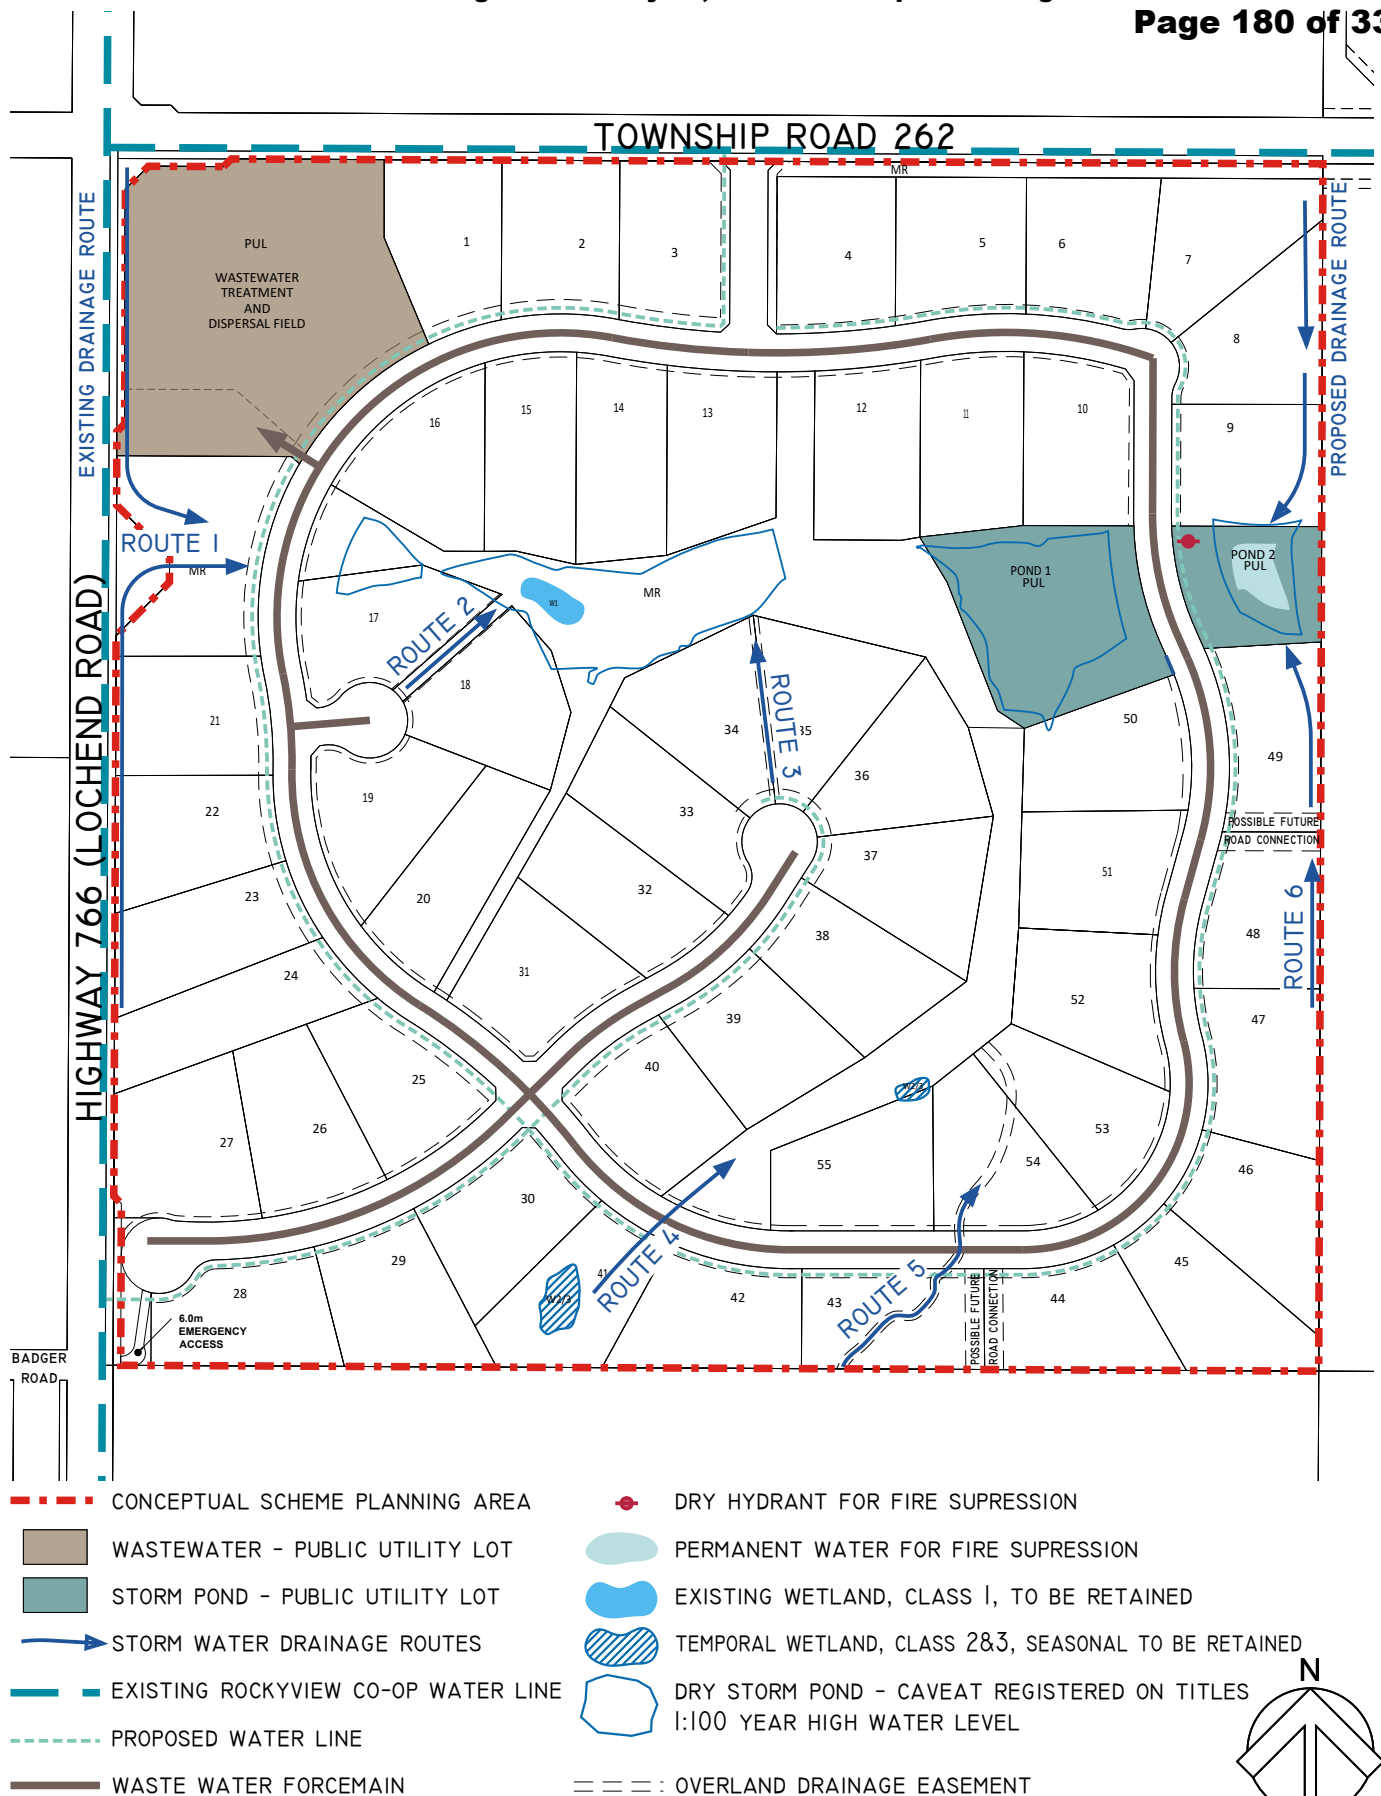 Page 180 of 33
TOWNSHIP ROAD 262
MR
EXISTING DRAINAGE ROUTE
PROPOSED DRAINAGE ROUTE
PUL
WASTEWATER
TREATMENT
AND
DISPERSAL FIELD
1
2
3
4
5
6
7
8
9
16
15
14
13
12
11
10
ROUTE 1
MR
HIGHWAY 766 (LOCHEND ROAD)
17
ROUTE 2
W1
MR
POND 1
PUL
POND 2
PUL
18
21
34
ROUTE 3
35
36
50
49
19
22
33
37
POSSIBLE FUTURE
ROAD CONNECTION
51
23
20
32
38
48
ROUTE 6
24
31
39
52
47
25
40
W2/3
27
26
53
55
54
46
30
29
41
W2/3
ROUTE 4
42
43
ROUTE 5
POSSIBLE FUTURE
ROAD CONNECTION
44
45
28
6.0m
EMERGENCY
ACCESS
BADGER
ROAD
CONCEPTUAL SCHEME PLANNING AREA
WASTEWATER - PUBLIC UTILITY LOT
STORM POND - PUBLIC UTILITY LOT
STORM WATER DRAINAGE ROUTES
EXISTING ROCKYVIEW CO-OP WATER LINE
PROPOSED WATER LINE
WASTE WATER FORCEMAIN
DRY HYDRANT FOR FIRE SUPRESSION
PERMANENT WATER FOR FIRE SUPRESSION
EXISTING WETLAND, CLASS 1, TO BE RETAINED
TEMPORAL WETLAND, CLASS 2&3, SEASONAL TO BE RETAINED
DRY STORM POND - CAVEAT REGISTERED ON TITLES
1:100 YEAR HIGH WATER LEVEL
OVERLAND DRAINAGE EASEMENT
N